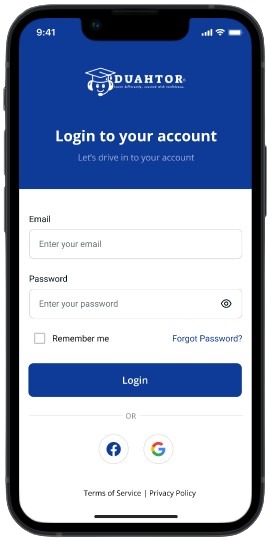 9:41
DUAHTOR
Login to your account
Let's drive in to your account
Email
Enter your email
Password
Enter your password
Remember me
Forgot Password?
Login
OR
Terms of Service | Privacy Policy